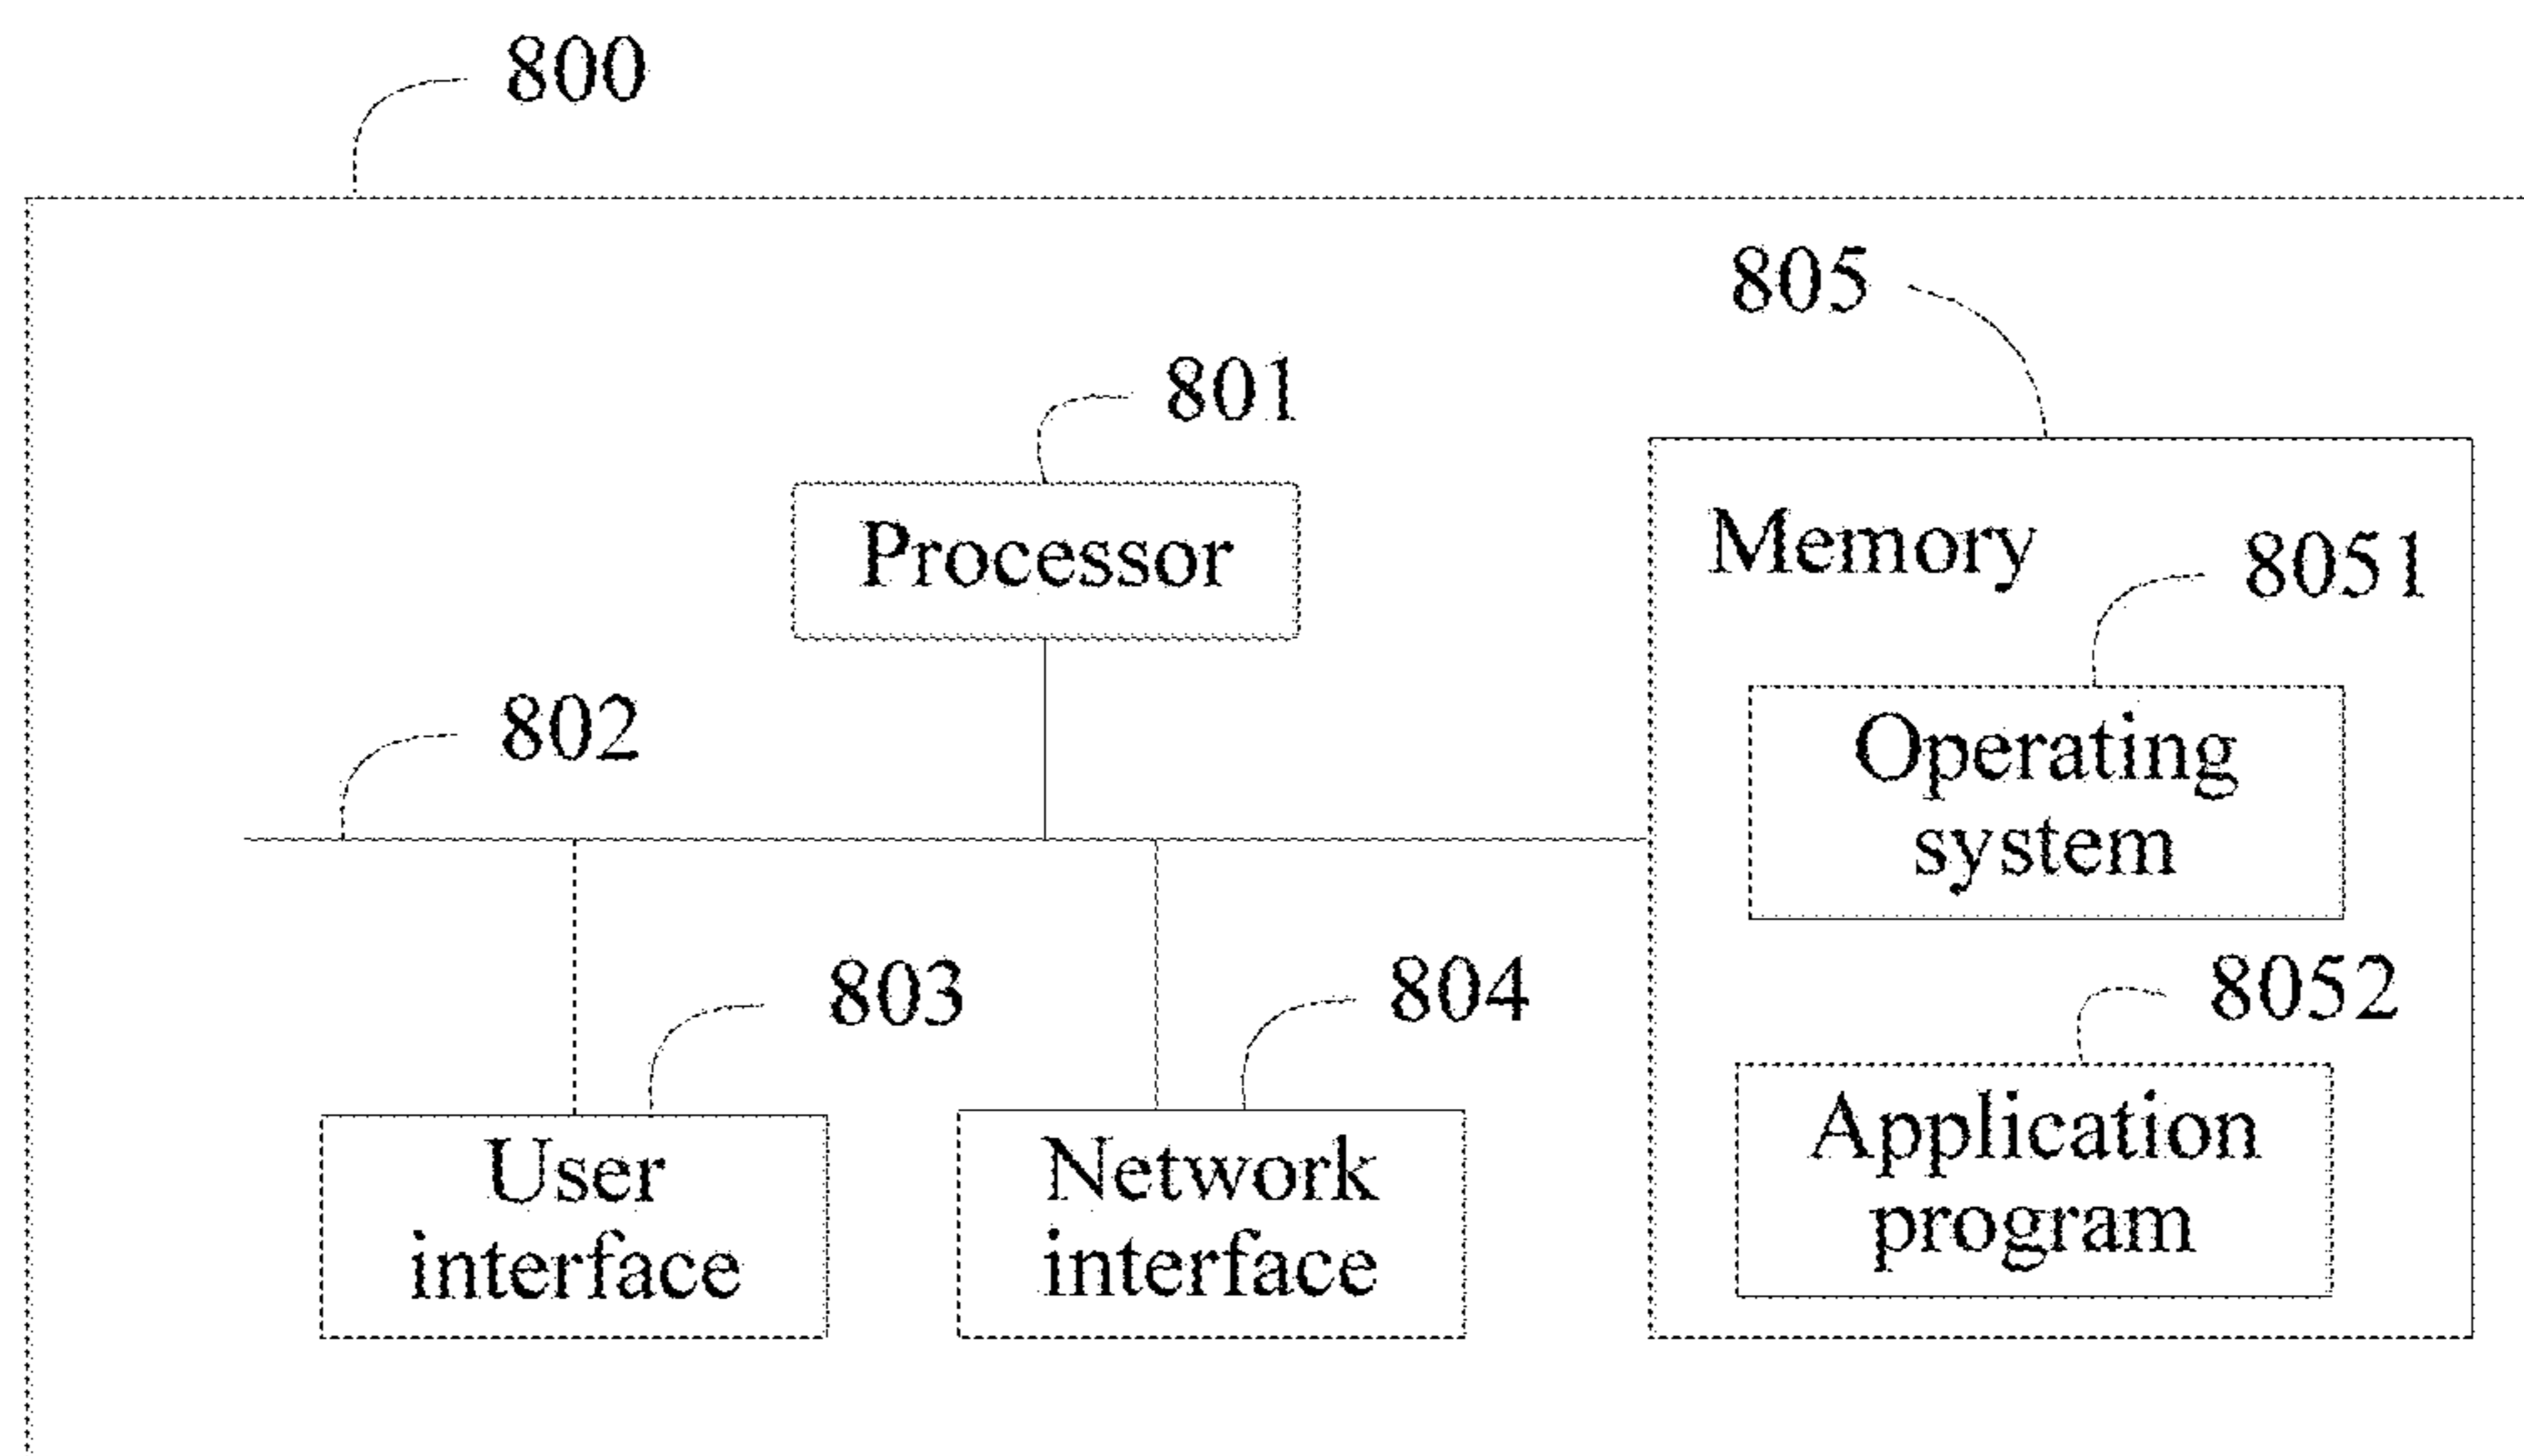 800
805
801
Processor
Memory
8051
802
Operating
system
803
804
8052
User
interface
Network
interface
Application
program